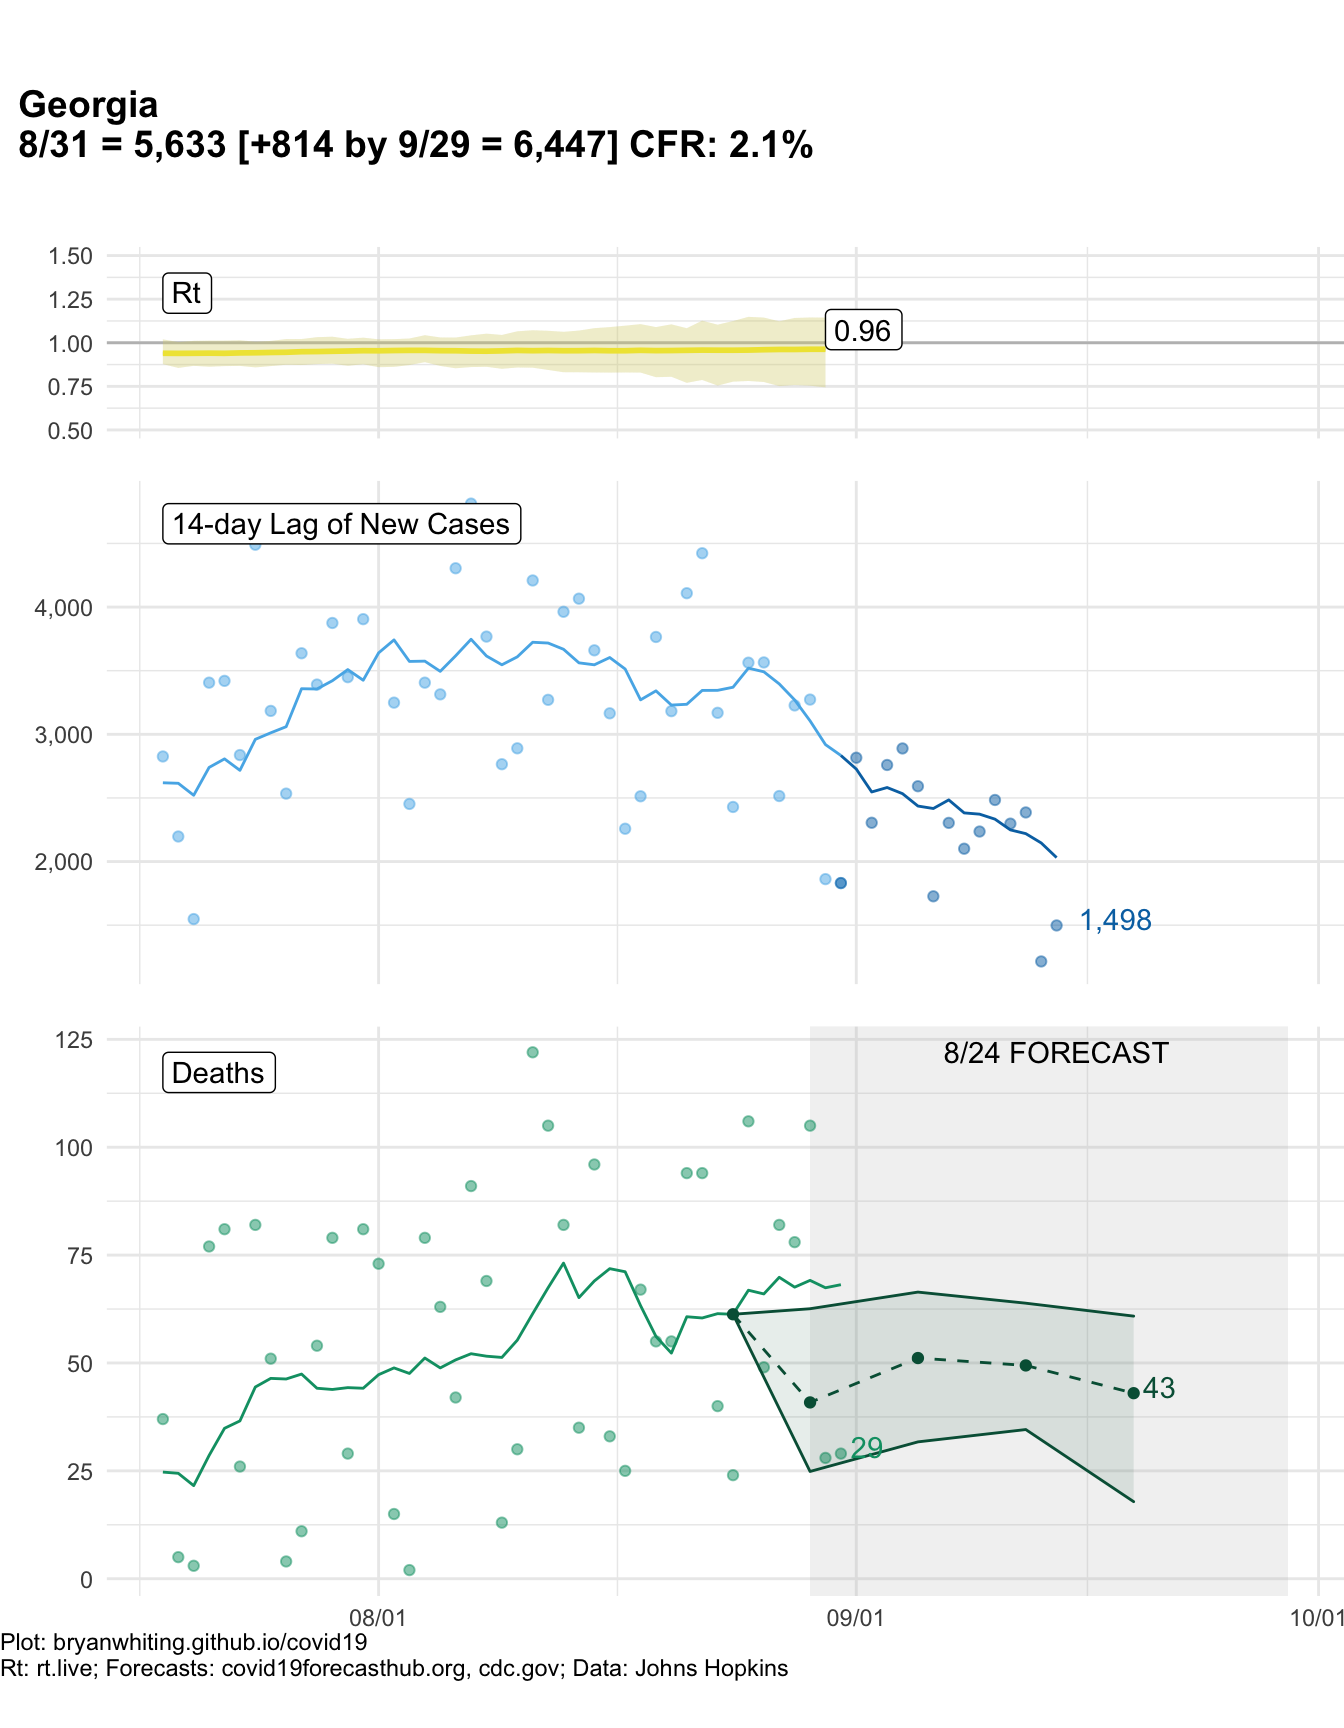 Georgia
8/31 = 5,633 [+814 by 9/29 = 6,447] CFR: 2.1%
1.50
Rt
1.25
0.96
1.00
0.75
0.50
14-day Lag of New Cases
4,000
3,000
2,000
1,498
125
8/24 FORECAST
Deaths
100
75
50
43
29
25
0
08/01
09/01
10/01
Plot: bryanwhiting.github.io/covid19
Rt: rt.live; Forecasts: covid19forecasthub.org, cdc.gov; Data: Johns Hopkins